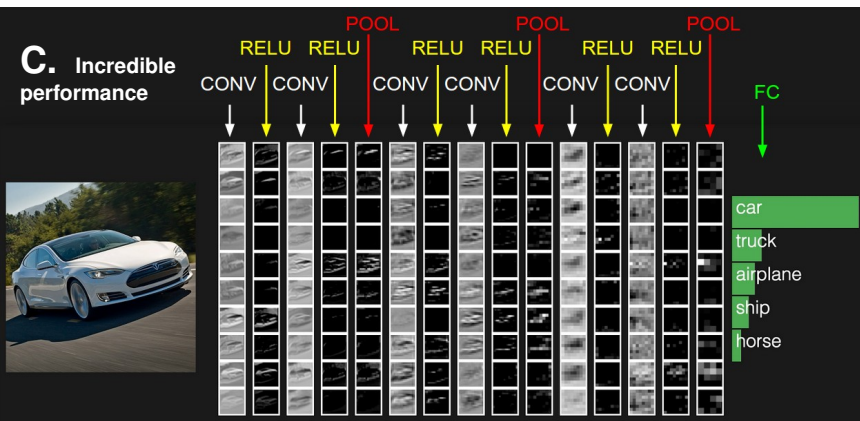 C. Incredible
performance
POOL POOL POOL
RELU RELU RELU RELU RELU RELU
CONV CONV CONV CONV CONV CONV
FC
car
truck
airplane
ship
horse